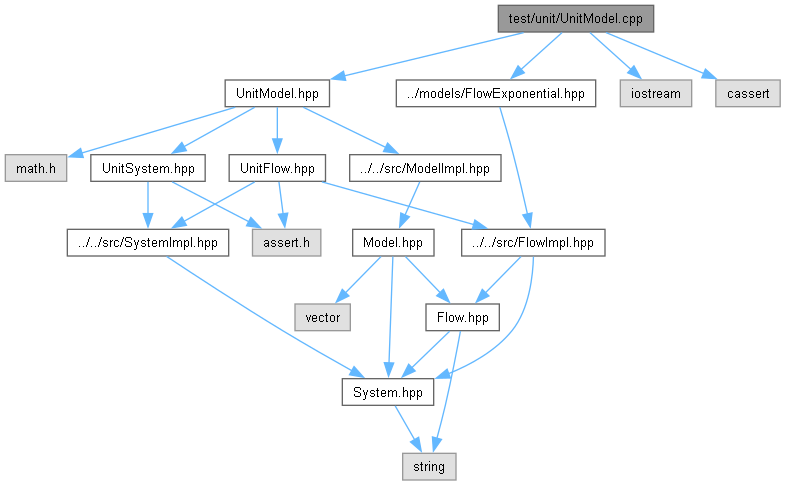 test/unit/UnitModel.cpp
UnitModel.hpp
../models/FlowExponential.hpp
iostream
cassert
math.h
UnitSystem.hpp
UnitFlow.hpp
../../src/ModelImpl.hpp
../../src/SystemImpl.hpp
assert.h
Model.hpp
../../src/FlowImpl.hpp
vector
Flow.hpp
System.hpp
string